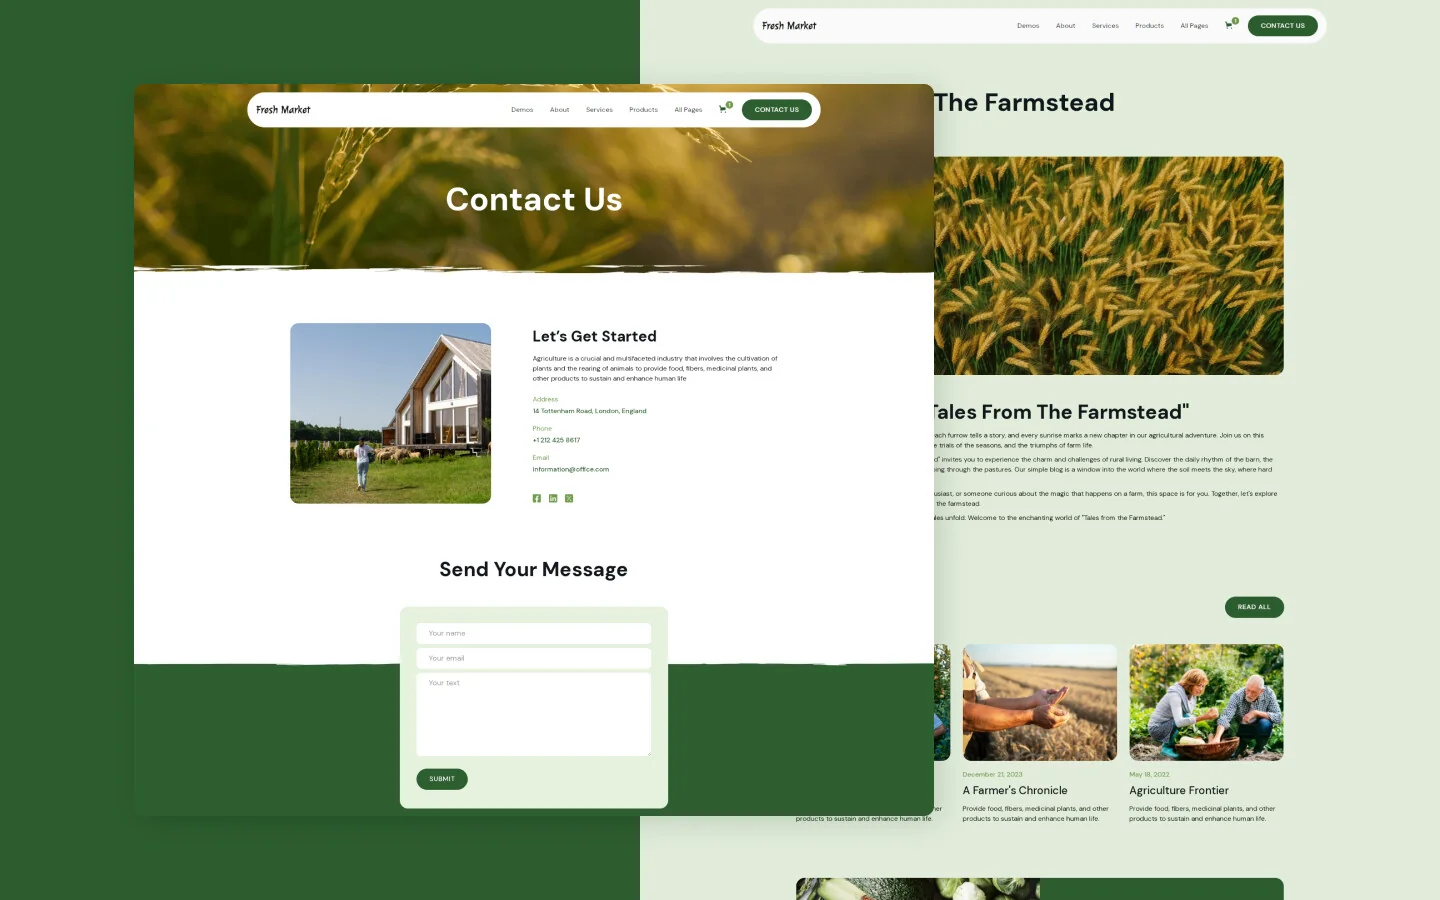 Fresh Market
Demos
About
Services
Products
All Pages
1
CONTACT US
The Farmstead
Tales From The Farmstead"
each furrow tells a story, and every sunrise marks a new chapter in our agricultural adventure. Join us on this
trials of the seasons, and the triumphs of farm life.
invites you to experience the charm and challenges of rural living. Discover the daily rhythm of the barn, the
through the pastures. Our simple blog is a window into the world where the soil meets the sky, where hard
or someone curious about the magic that happens on a farm, this space is for you. Together, let's explore
the farmstead.
unfold. Welcome to the enchanting world of "Tales from the Farmstead."
READ ALL
products to sustain and enhance human life.
December 21, 2023
A Farmer's Chronicle
Provide food, fibers, medicinal plants, and other
products to sustain and enhance human life.
May 18, 2022
Agriculture Frontier
Provide food, fibers, medicinal plants, and other
products to sustain and enhance human life.
Fresh Market
Demos
About
Services
Products
All Pages
1
CONTACT US
Contact Us
Let's Get Started
Agriculture is a crucial and multifaceted industry that involves the cultivation of
plants and the rearing of animals to provide food, fibers, medicinal plants, and
other products to sustain and enhance human life
Address
14 Tottenham Road, London, England
Phone
+1 212 425 8617
Email
information@office.com
Send Your Message
Your name
Your email
Your text
SUBMIT